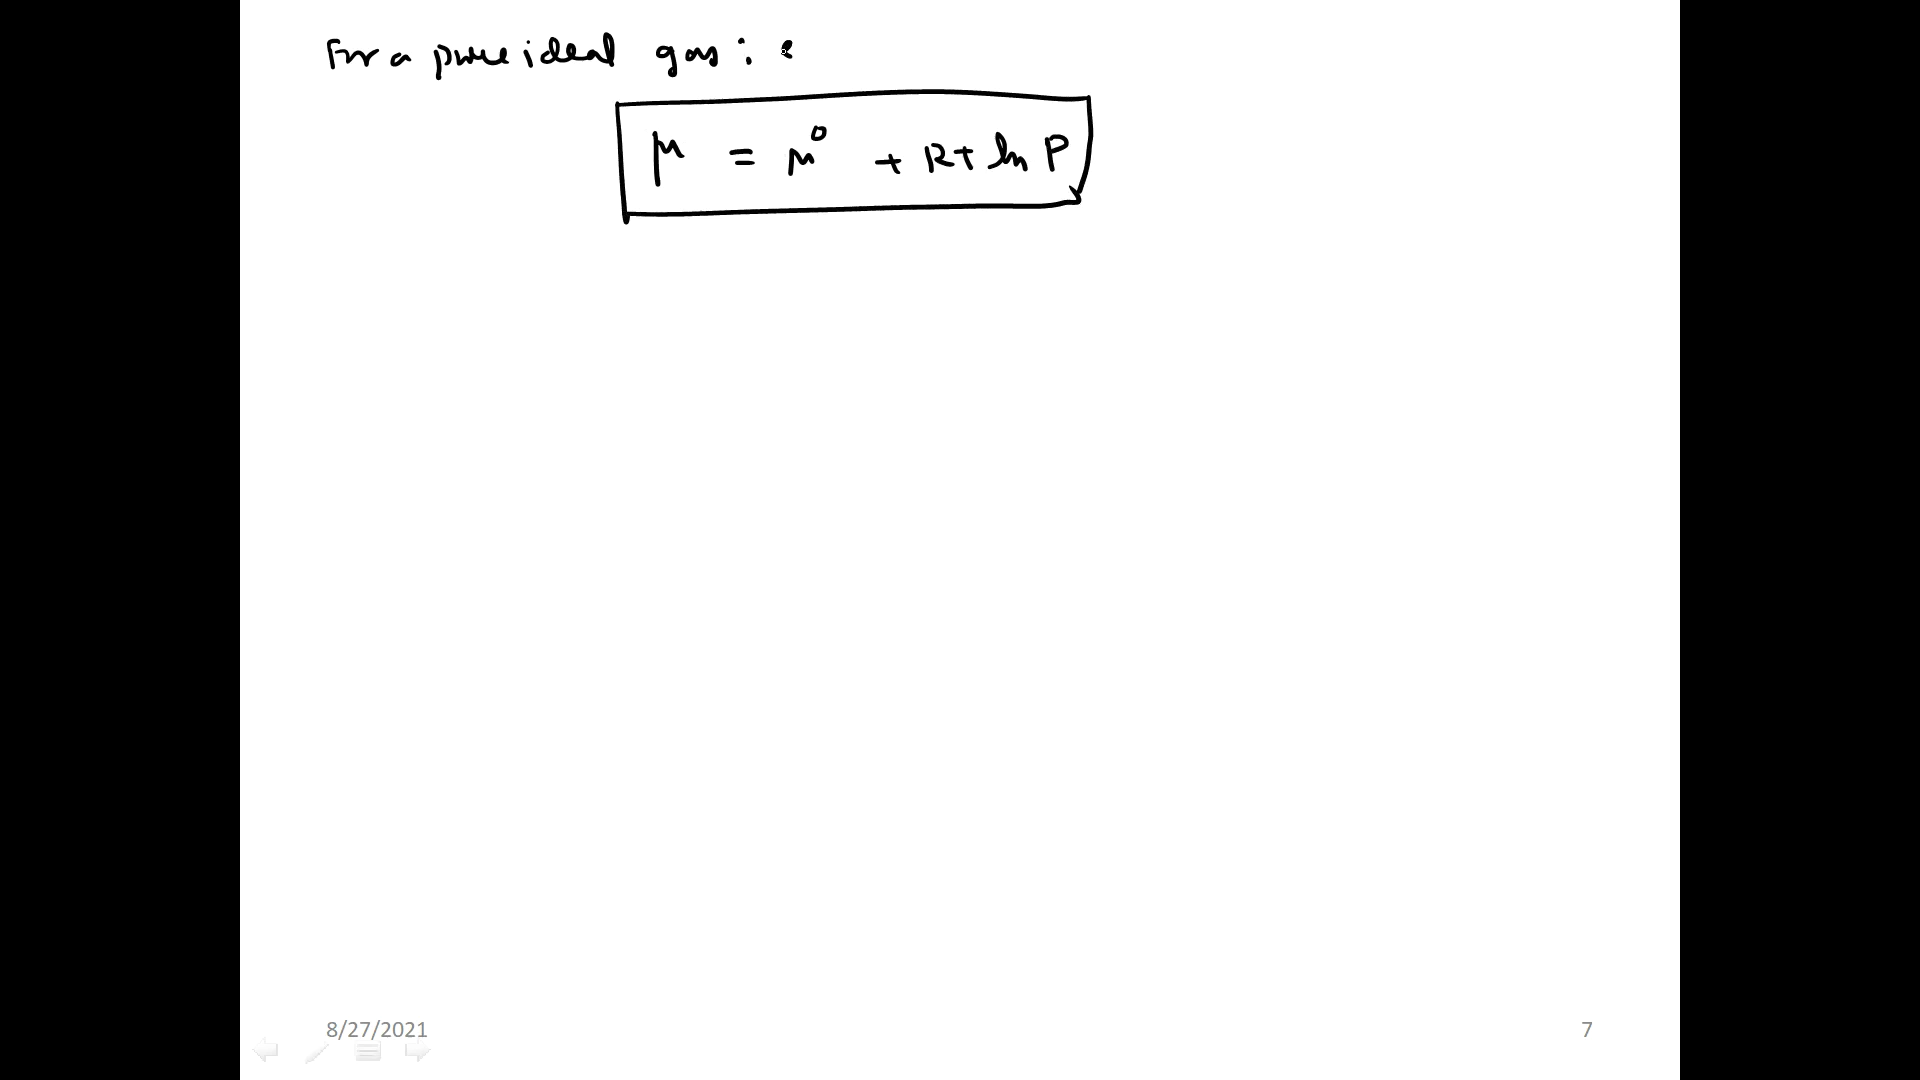 For a pure ideal gas :
μ = μ° + RT ln P
8/27/2021
7